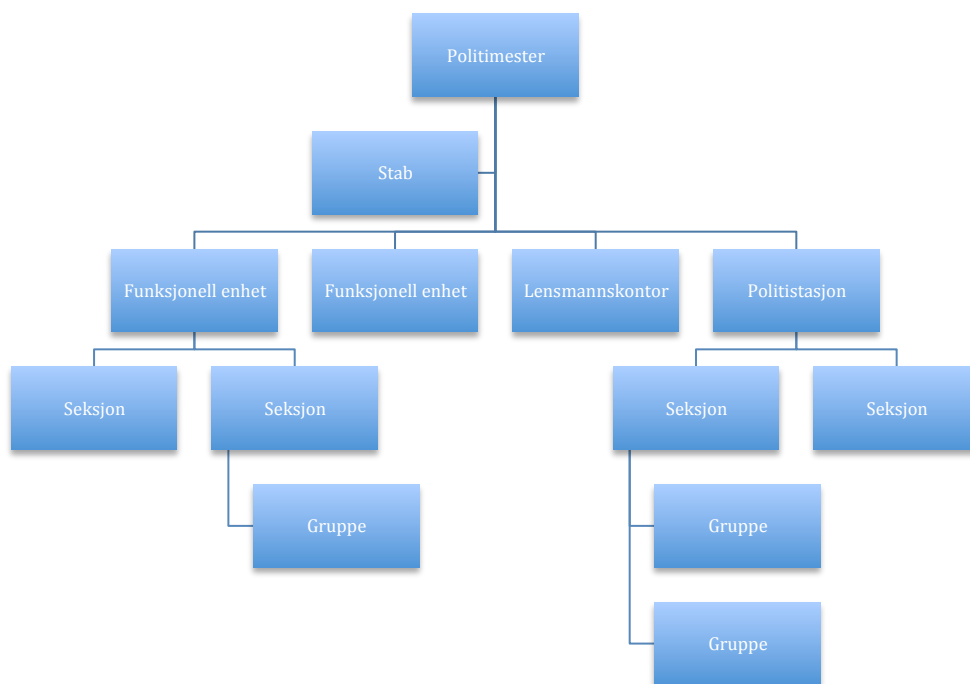 Politimester
Stab
Funksjonell enhet
Funksjonell enhet
Lensmannskontor
Politistasjon
Seksjon
Seksjon
Seksjon
Seksjon
Gruppe
Gruppe
Gruppe